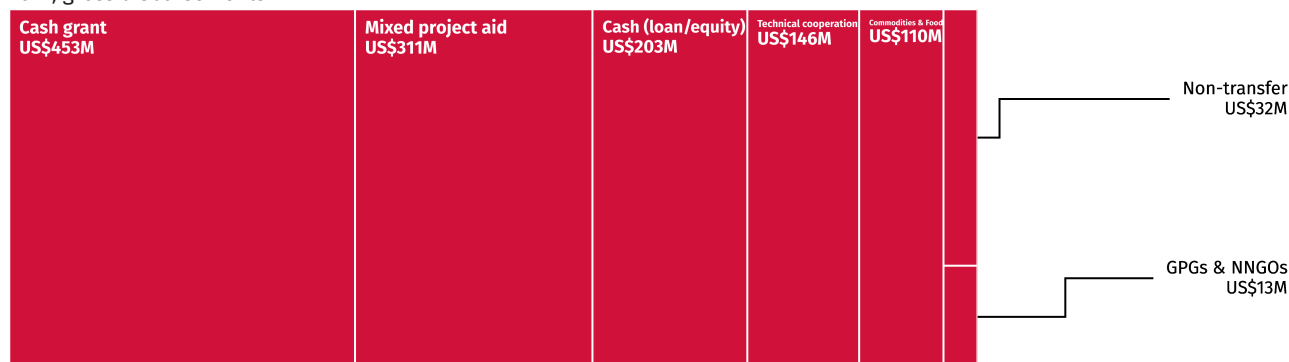 Cash grant
US$453M
Mixed project aid
US$311M
Cash (loan/equity)
US$203M
Technical cooperation
US$146M
Commodities & Food
US$110M
Non-transfer
US$32M
GPGs & NNGOs
US$13M